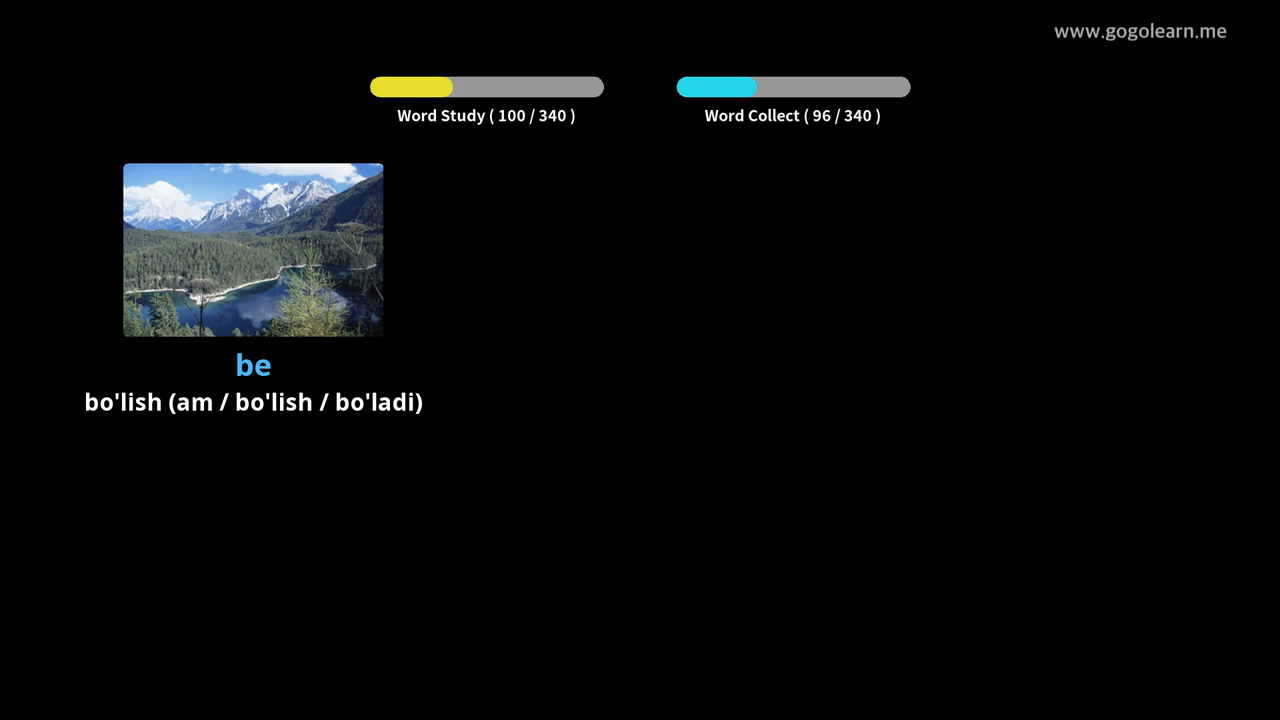 www.gogolearn.me
Word Study ( 100 / 340 )
Word Collect ( 96 / 340 )
be
bo'lish (am / bo'lish / bo'ladi)